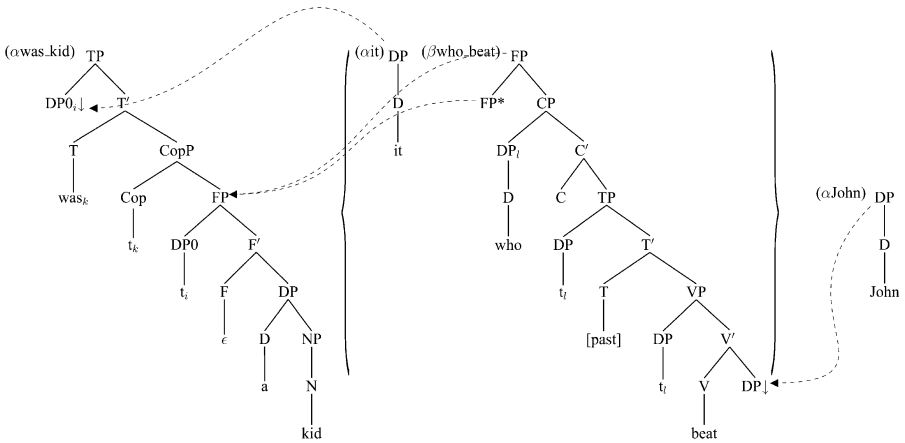 (αwas_kid) TP (αit) DP (βwho_beat) FP
DP0ᵢ↓ T′ D FP* CP
T CopP it DPₗ C′
wasₖ Cop FP D C TP (αJohn) DP
tₖ DP0 F′ who DP T′ D
tᵢ F DP tₗ T VP John
ϵ D NP [past] DP V′
a N tₗ V DP↓
kid beat